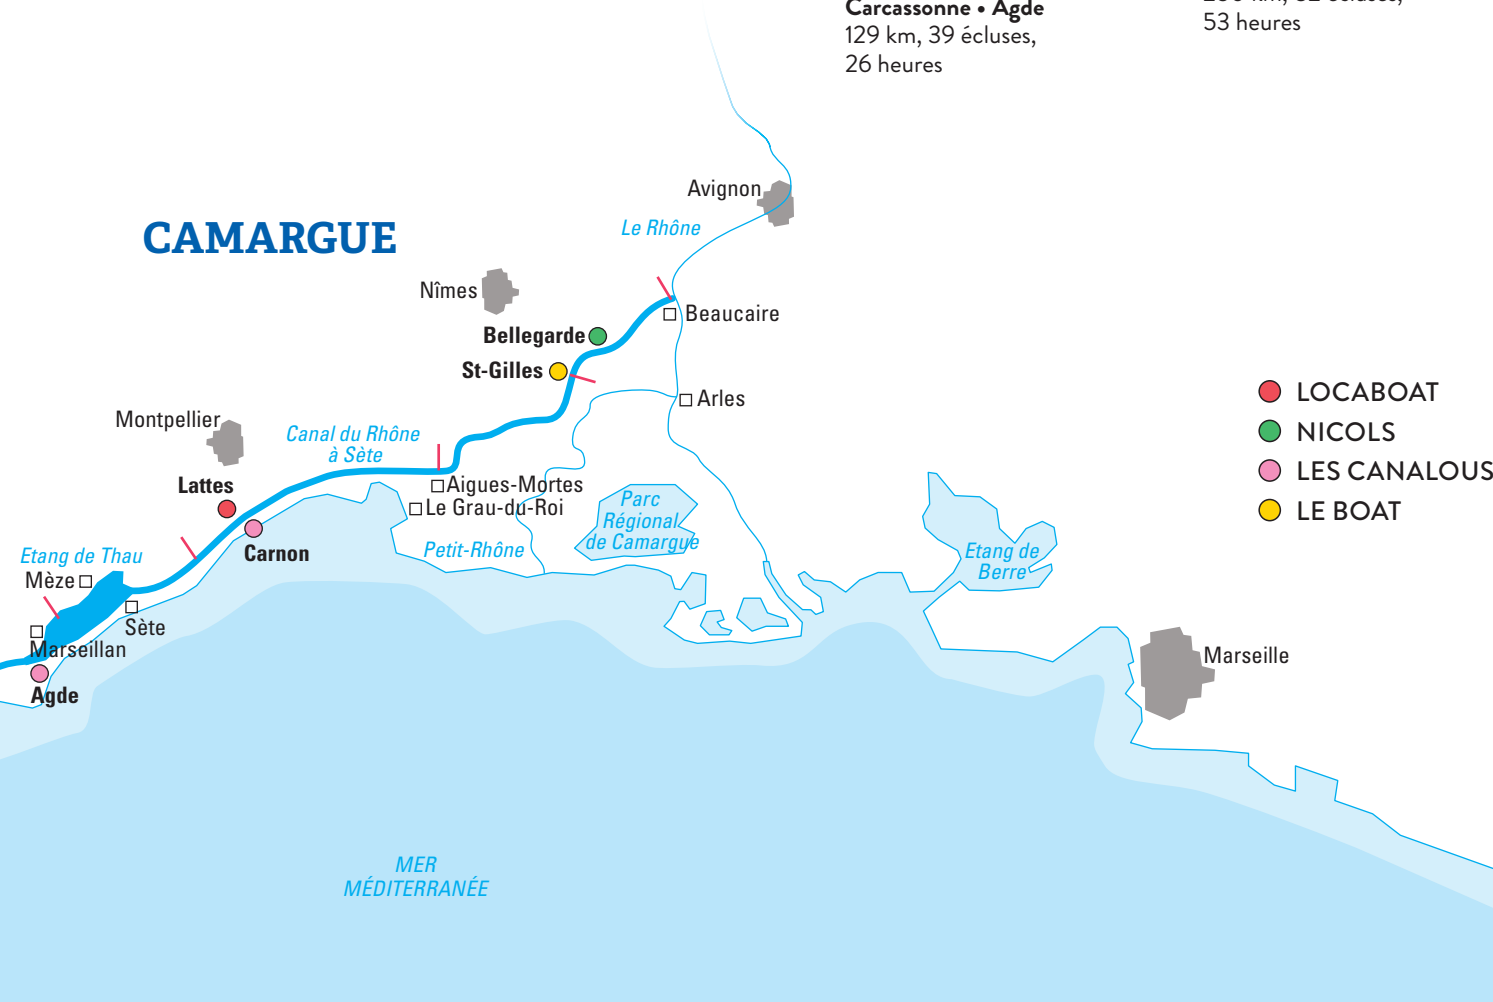 Carcassonne • Agde
129 km, 39 écluses,
26 heures
53 heures
Avignon
Le Rhône
CAMARGUE
Nîmes
Beaucaire
Bellegarde
St-Gilles
Arles
Montpellier
Canal du Rhône
à Sète
LOCABOAT
NICOLS
LES CANALOUS
LE BOAT
Lattes
Aigues-Mortes
Le Grau-du-Roi
Parc
Régional
de Camargue
Petit-Rhône
Carnon
Etang de Thau
Mèze
Etang de
Berre
Sète
Marseillan
Agde
Marseille
MER
MÉDITERRANÉE